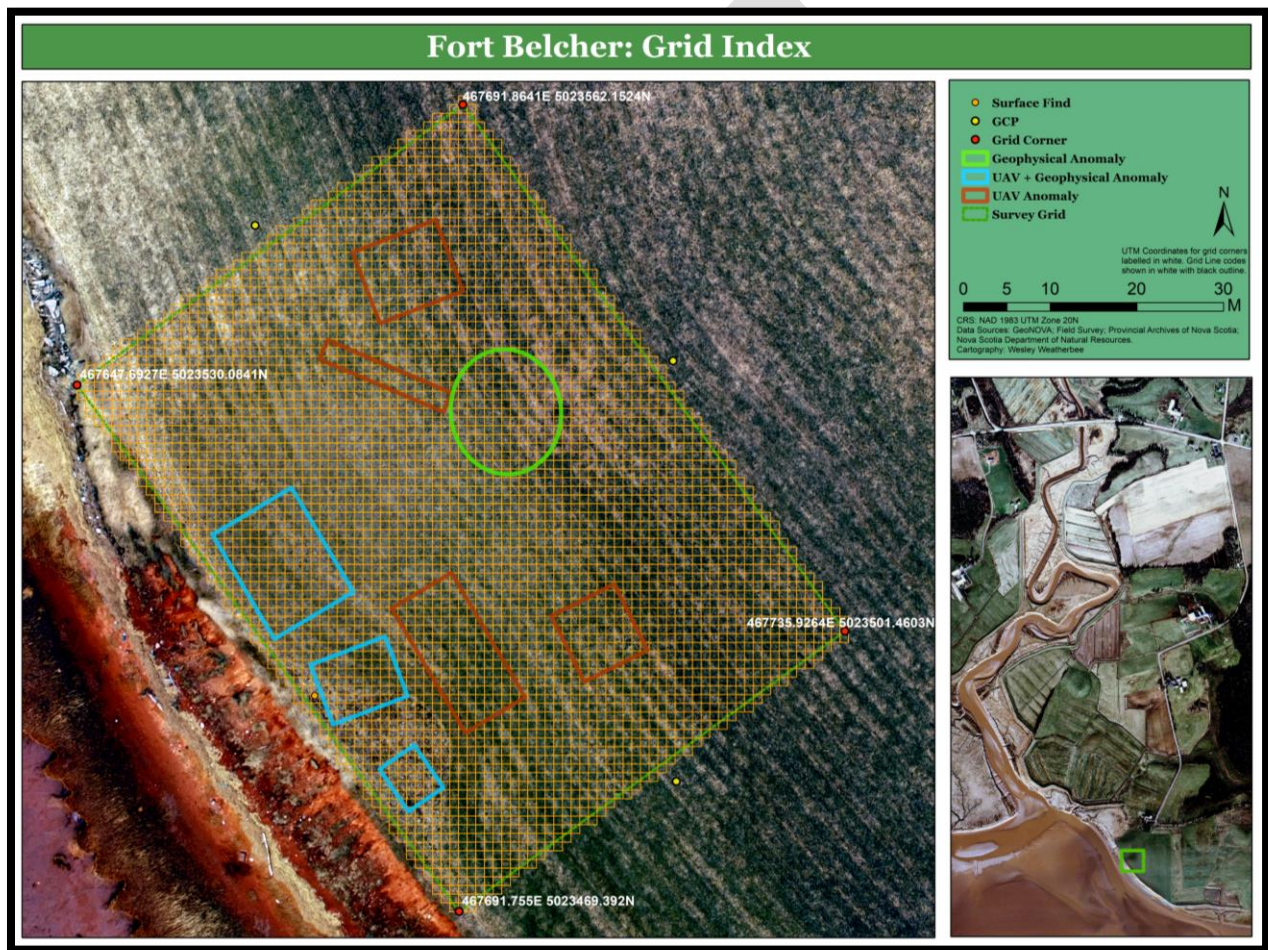 Fort Belcher: Grid Index
467691.8641E 5023562.1524N
467647.6927E 5023530.0841N
467735.9264E 5023501.4603N
467691.755E 5023469.392N
Surface Find
GCP
Grid Corner
Geophysical Anomaly
UAV + Geophysical Anomaly
UAV Anomaly
Survey Grid
N
UTM Coordinates for grid corners
labelled in white. Grid Line codes
shown in white with black outline.
0 5 10 20 30
M
CRS: NAD 1983 UTM Zone 20N
Data Sources: GeoNOVA; Field Survey; Provincial Archives of Nova Scotia;
Nova Scotia Department of Natural Resources.
Cartography: Wesley Weatherbee